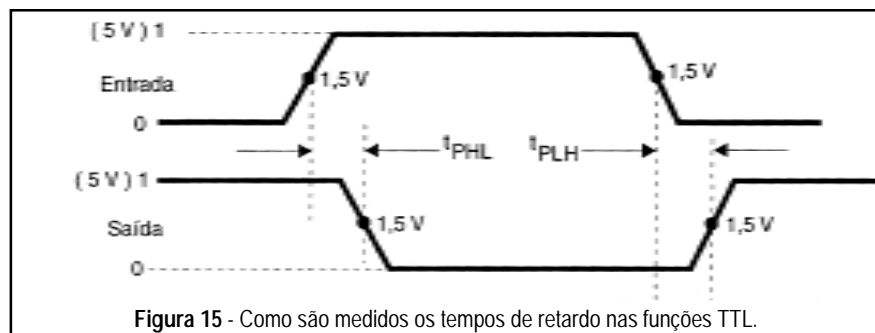 ( 5 V ) 1
1,5 V
1,5 V
Entrada
0
tPHL
tPLH
( 5 V ) 1
Saída
1,5 V
1,5 V
0
Figura 15 - Como são medidos os tempos de retardo nas funções TTL.